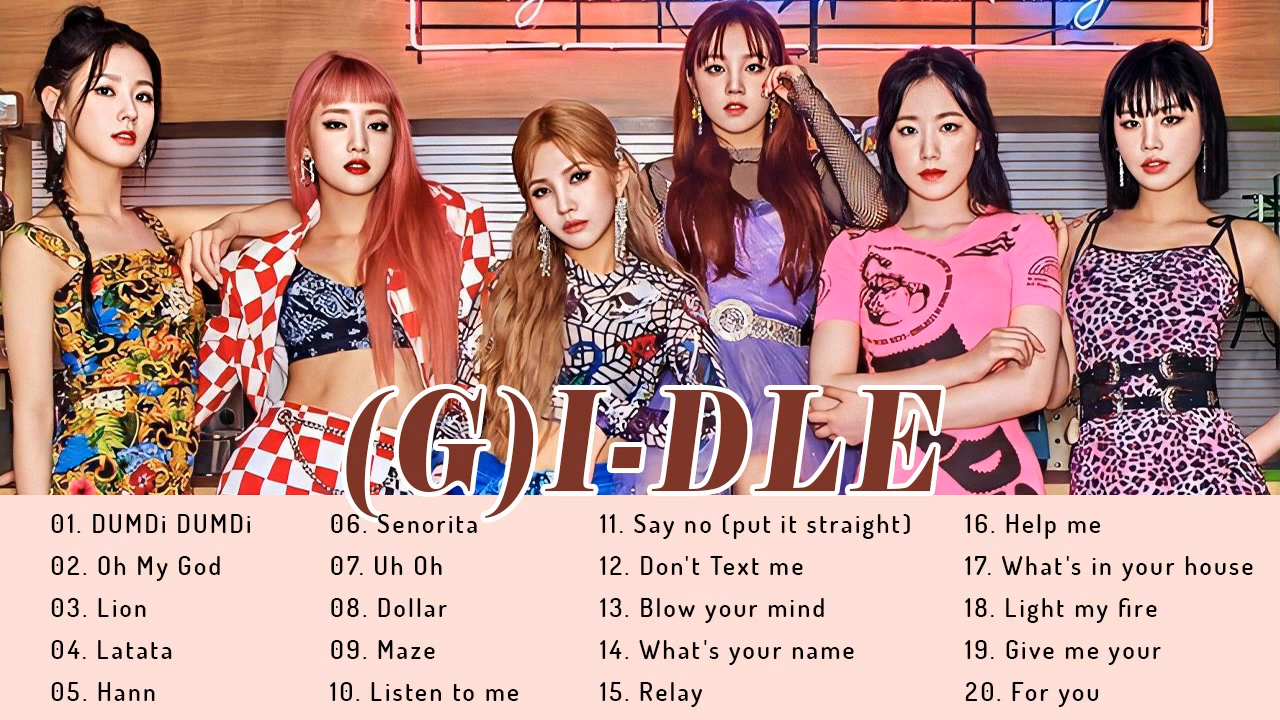 (G)I-DLE
01. DUMDi DUMDi
02. Oh My God
03. Lion
04. Latata
05. Hann
06. Senorita
07. Uh Oh
08. Dollar
09. Maze
10. Listen to me
11. Say no (put it straight)
12. Don't Text me
13. Blow your mind
14. What's your name
15. Relay
16. Help me
17. What's in your house
18. Light my fire
19. Give me your
20. For you